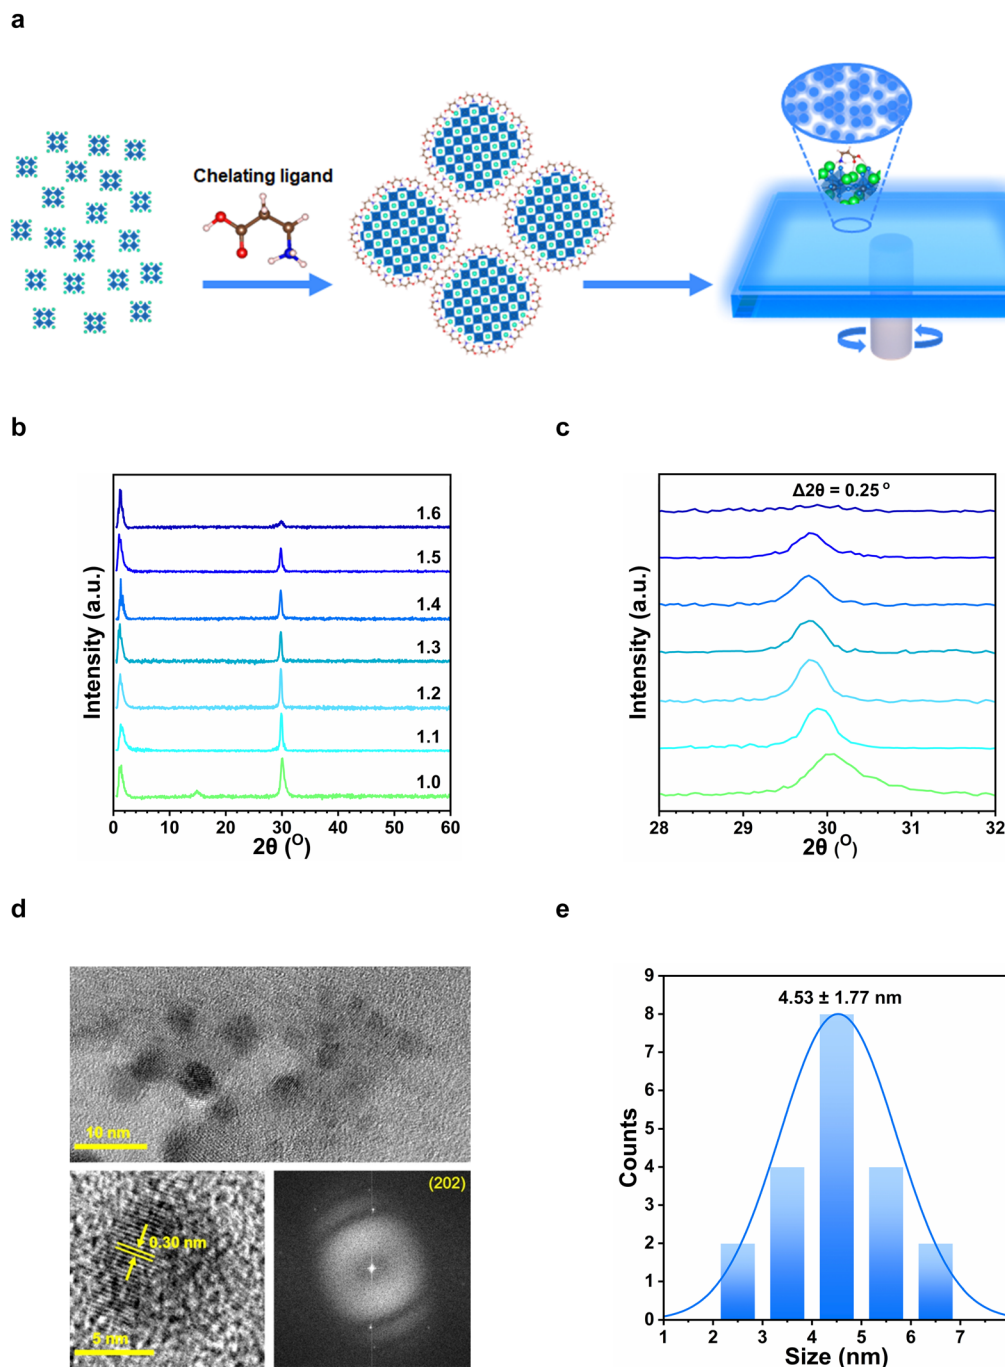 a
Chelating ligand
b
1.6
1.5
1.4
1.3
1.2
1.1
1.0
Intensity (a.u.)
0 10 20 30 40 50 60
2θ (O)
c
Δ2θ = 0.25 o
Intensity (a.u.)
28 29 30 31 32
2θ (O)
d
10 nm
0.30 nm
5 nm
(202)
e
4.53 ± 1.77 nm
9
8
7
6
5
4
3
2
1
0
Counts
1 2 3 4 5 6 7
Size (nm)